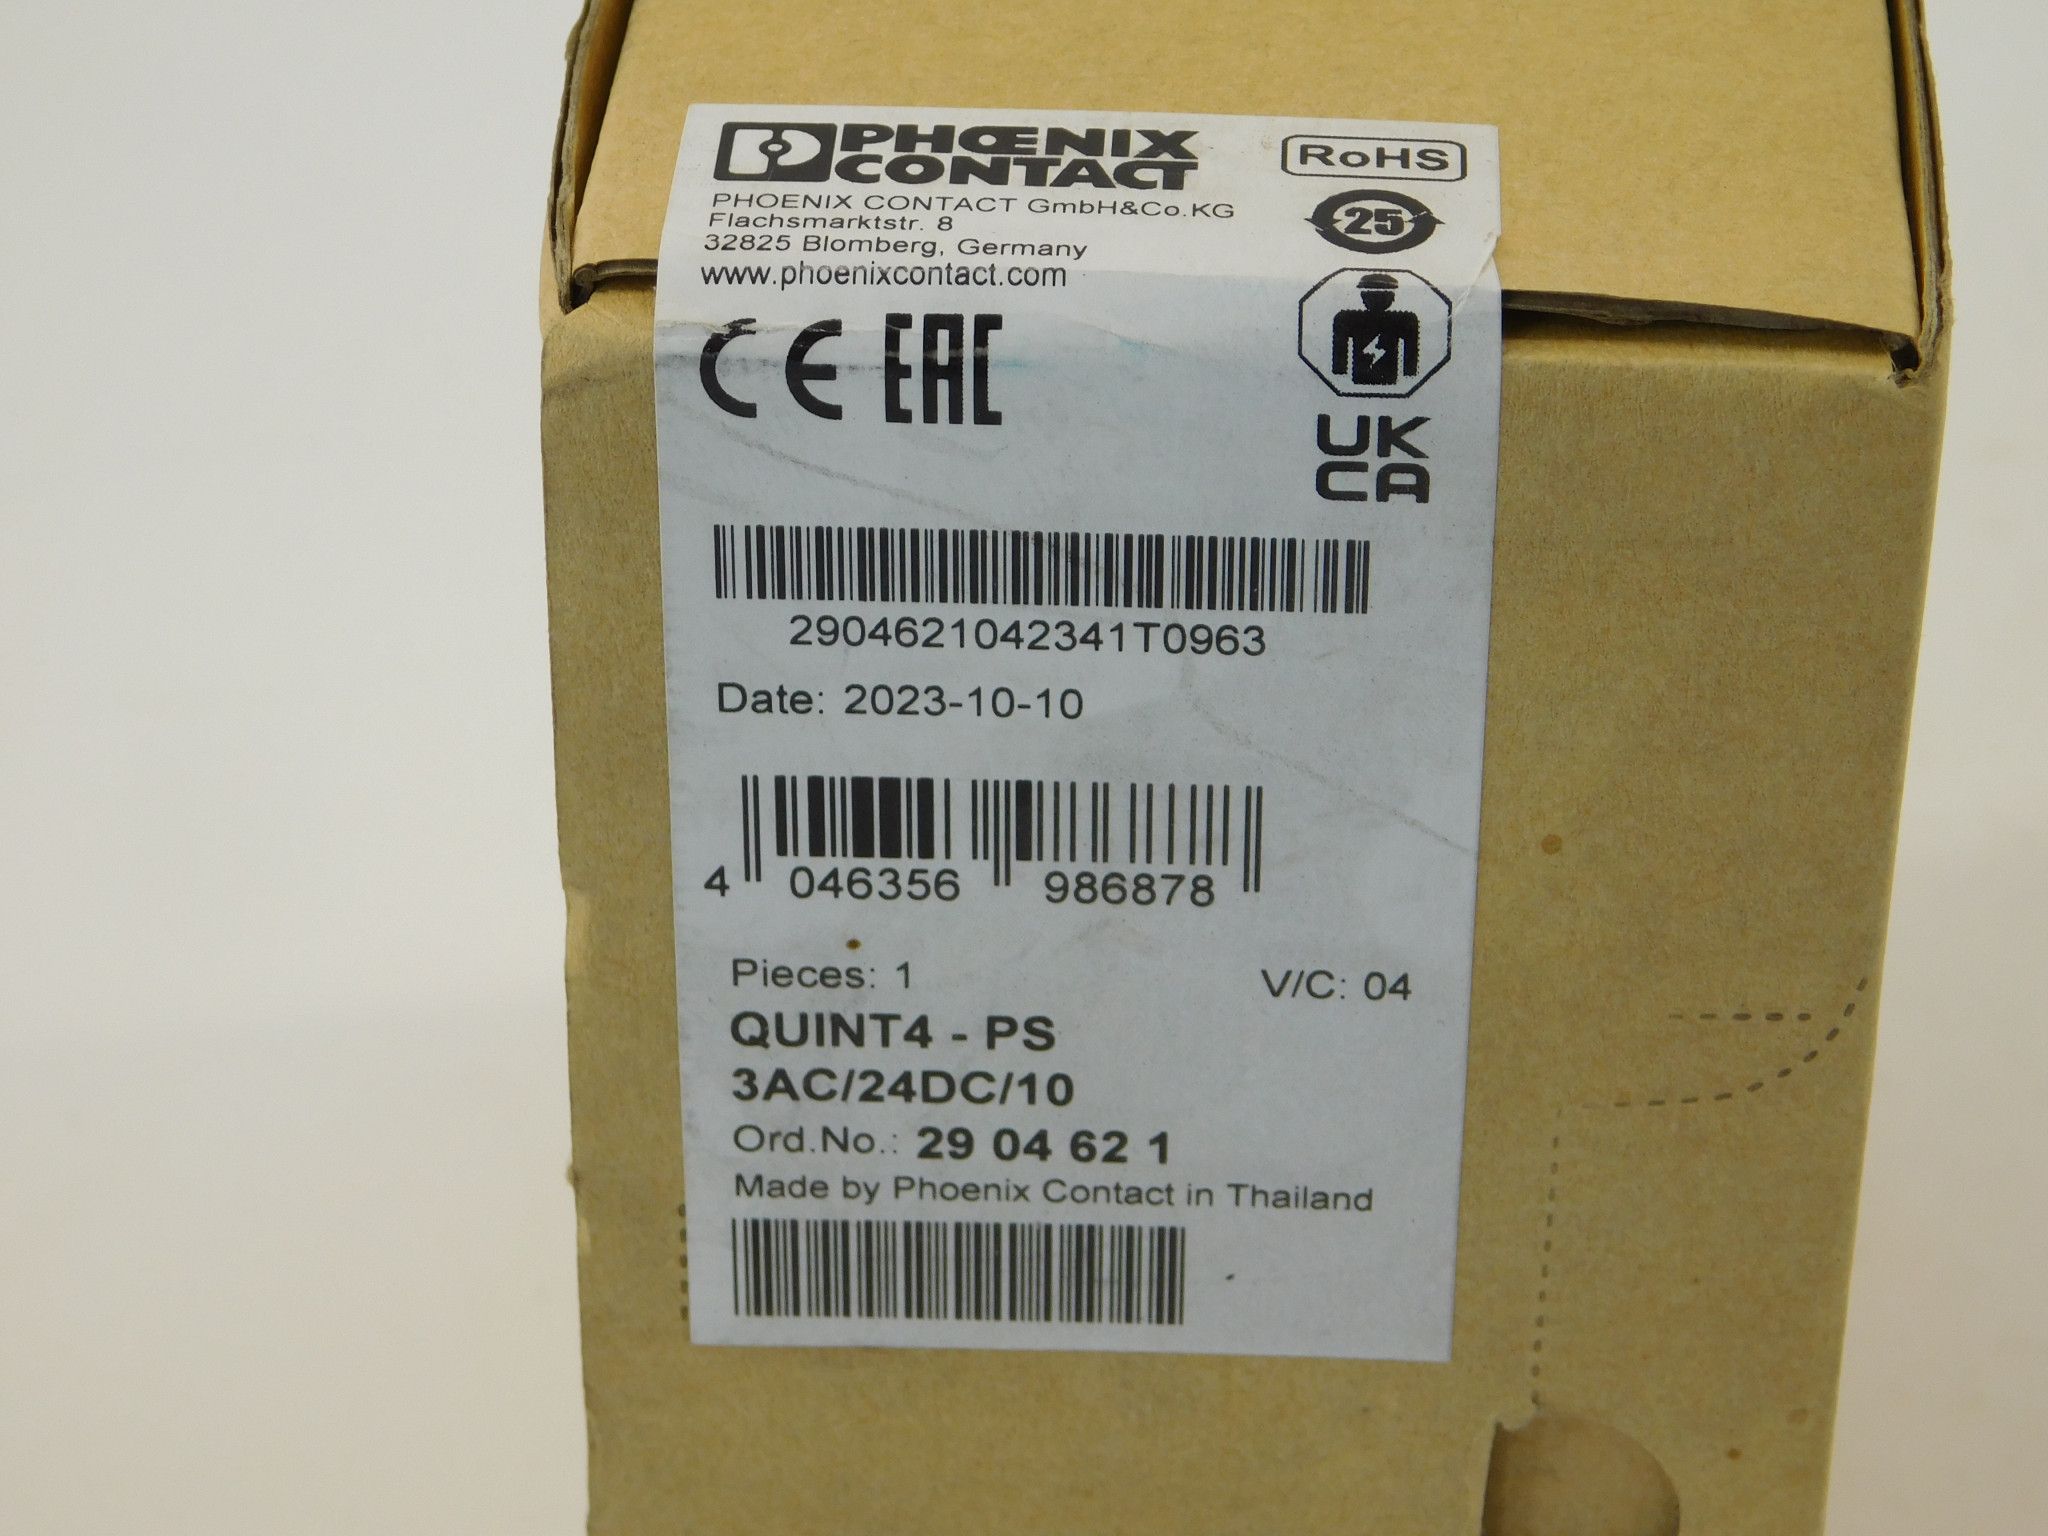 PHŒNIX
CONTACT
RoHS
PHOENIX CONTACT GmbH&Co.KG
Flachsmarktstr. 8
32825 Blomberg, Germany
www.phoenixcontact.com
25
CE EAC
UK
CA
2904621042341T0963
Date: 2023-10-10
4 046356 986878
Pieces: 1 V/C: 04
QUINT4 - PS
3AC/24DC/10
Ord.No.: 29 04 62 1
Made by Phoenix Contact in Thailand